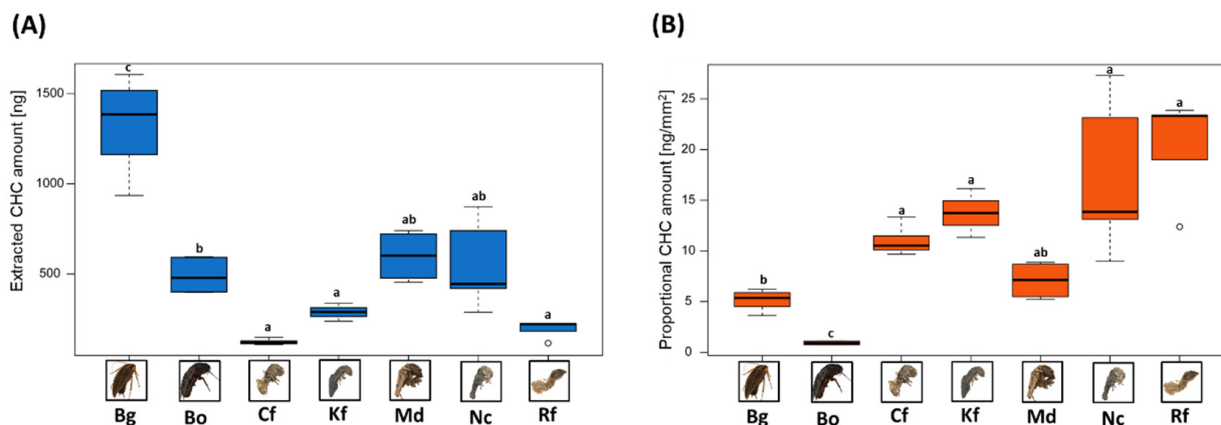 (A)
Extracted CHC amount [ng]
1500
1000
500
c
b
a
a
ab
ab
a
Bg Bo Cf Kf Md Nc Rf
(B)
Proportional CHC amount [ng/mm²]
25
20
15
10
5
0
b
c
a
a
ab
a
a
Bg Bo Cf Kf Md Nc Rf